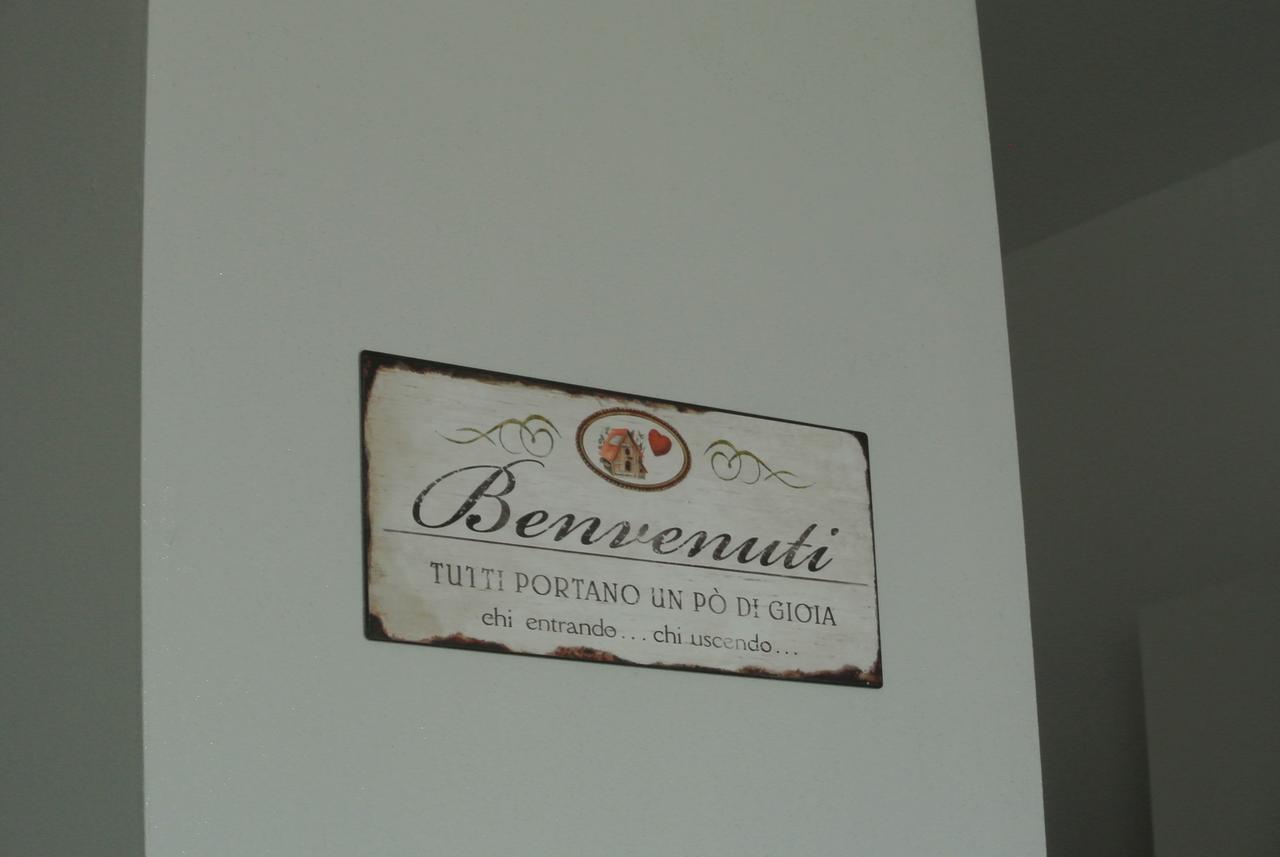 Benvenuti
TUTTI PORTANO UN PÒ DI GIOIA
chi entrando... chi uscendo...